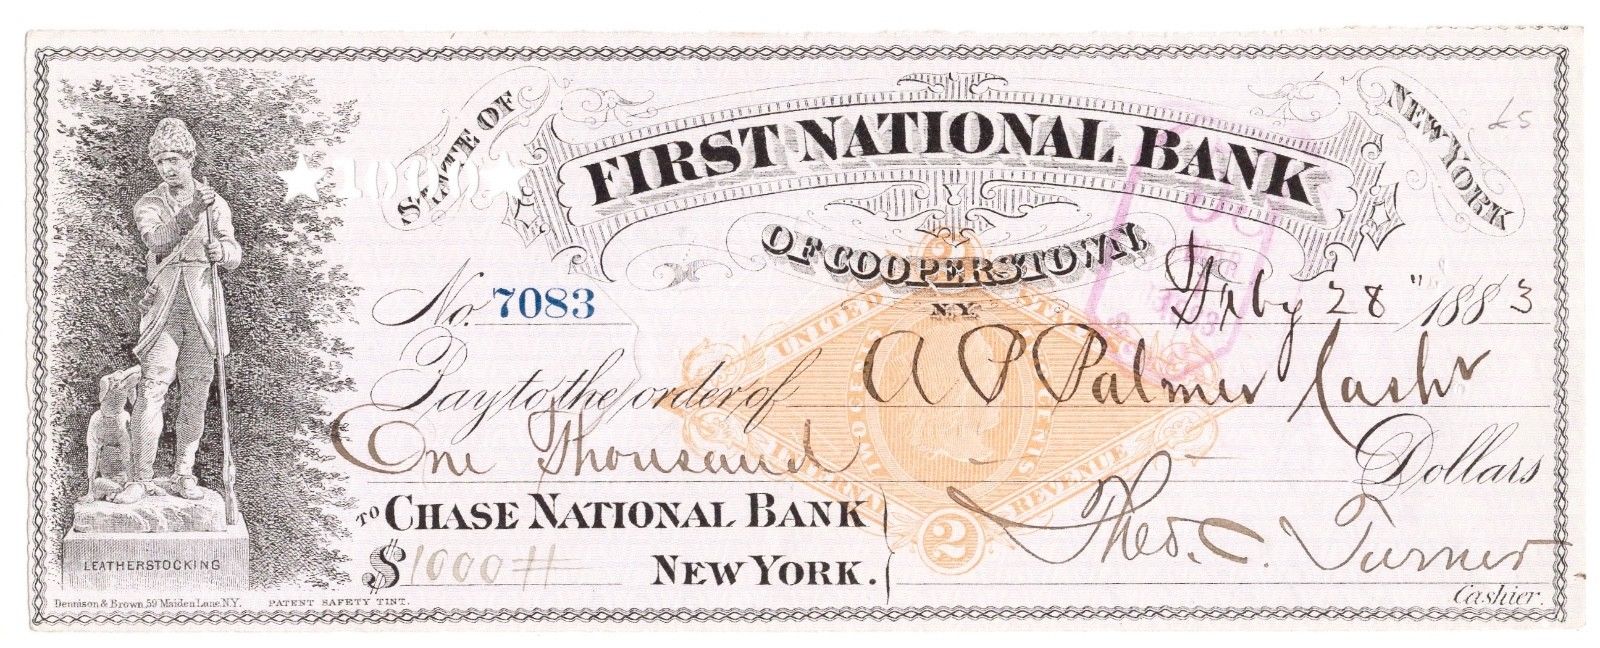 STATE OF
NEW YORK
£5
★1000★
FIRST NATIONAL BANK
OF COOPERSTOWN,
N.Y.
No. 7083
Feby 28" 1883
Pay to the order of A P Palmer Cashr
One Thousand Dollars
UNITED STATES
INTERNAL REVENUE
2
TO CHASE NATIONAL BANK
NEW YORK.
$1000
Theo. C. Turner
Cashier.
LEATHERSTOCKING
Dennison & Brown, 59 Maiden Lane, N.Y. PATENT SAFETY TINT.